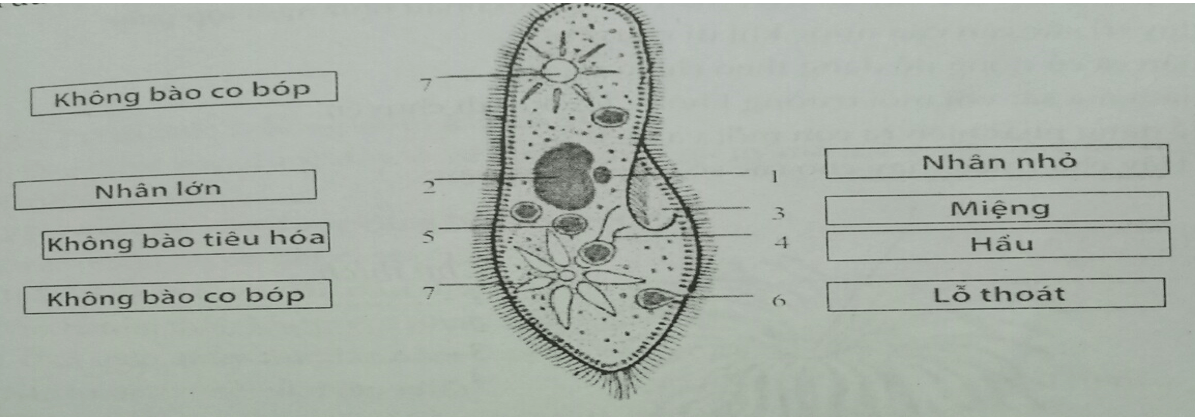 Không bào co bóp
7
Nhân nhỏ
Nhân lớn
2
1
Miệng
3
Không bào tiêu hóa
5
Hầu
4
Không bào co bóp
7
Lỗ thoát
6